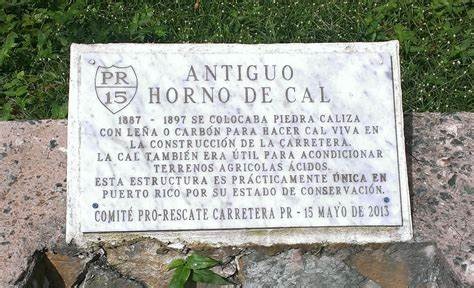 PR
15
ANTIGUO
HORNO DE CAL
1887 - 1897 SE COLOCABA PIEDRA CALIZA
CON LEÑA O CARBÓN PARA HACER CAL VIVA EN
LA CONSTRUCCIÓN DE LA CARRETERA.
LA CAL TAMBIÉN ERA ÚTIL PARA ACONDICIONAR
TERRENOS AGRICOLAS ÁCIDOS.
ESTA ESTRUCTURA ES PRÁCTICAMENTE ÚNICA EN
PUERTO RICO POR SU ESTADO DE CONSERVACIÓN.
COMITÉ PRO-RESCATE CARRETERA PR - 15 MAYO DE 2013